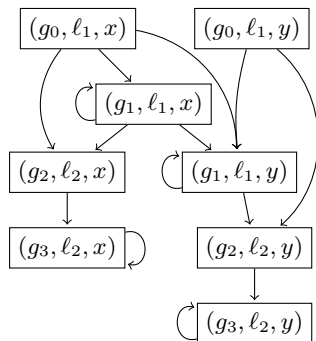 (g₀, ℓ₁, x) (g₀, ℓ₁, y)
(g₁, ℓ₁, x)
(g₂, ℓ₂, x) (g₁, ℓ₁, y)
(g₃, ℓ₂, x) (g₂, ℓ₂, y)
(g₃, ℓ₂, y)